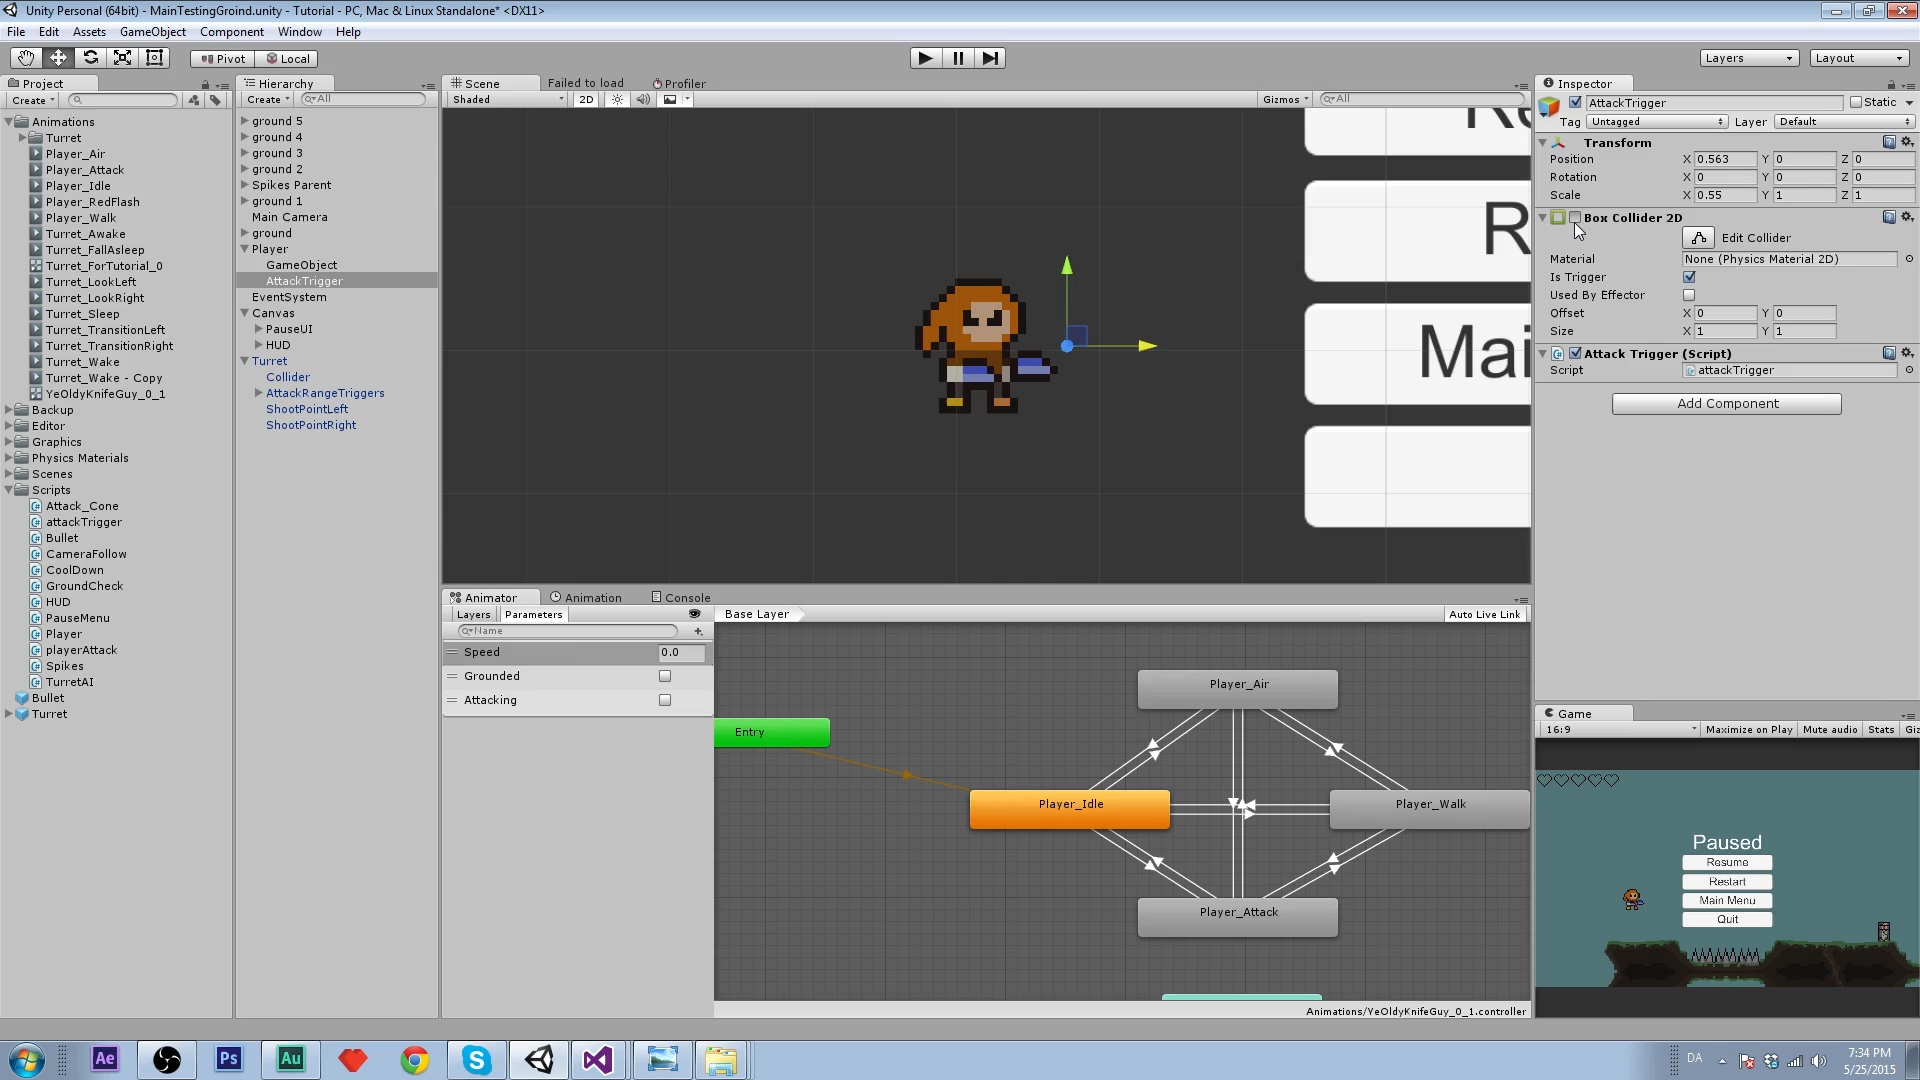 Unity Personal (64bit) - MainTestingGroind.unity - Tutorial - PC, Mac & Linux Standalone* <DX11>
File Edit Assets GameObject Component Window Help
Pivot Local
Layers Layout
Project
Create
Animations
Turret
Player_Air
Player_Attack
Player_Idle
Player_RedFlash
Player_Walk
Turret_Awake
Turret_FallAsleep
Turret_ForTutorial_0
Turret_LookLeft
Turret_LookRight
Turret_Sleep
Turret_TransitionLeft
Turret_TransitionRight
Turret_Wake
Turret_Wake - Copy
YeOldyKnifeGuy_0_1
Backup
Editor
Graphics
Physics Materials
Scenes
Scripts
Attack_Cone
attackTrigger
Bullet
CameraFollow
CoolDown
GroundCheck
HUD
PauseMenu
Player
playerAttack
Spikes
TurretAI
Bullet
Turret
Hierarchy
Create All
ground 5
ground 4
ground 3
ground 2
Spikes Parent
ground 1
Main Camera
ground
Player
GameObject
AttackTrigger
EventSystem
Canvas
PauseUI
HUD
Turret
Collider
AttackRangeTriggers
ShootPointLeft
ShootPointRight
Scene Failed to load Profiler
Shaded 2D Gizmos All
Re
R
Mai
Animator Animation Console
Layers Parameters Base Layer Auto Live Link
Name
Speed 0.0
Grounded
Attacking
Entry
Player_Air
Player_Idle
Player_Walk
Player_Attack
Animations/YeOldyKnifeGuy_0_1.controller
Inspector
AttackTrigger Static
Tag Untagged Layer Default
Transform
Position X 0.563 Y 0 Z 0
Rotation X 0 Y 0 Z 0
Scale X 0.55 Y 1 Z 1
Box Collider 2D
Edit Collider
Material None (Physics Material 2D)
Is Trigger
Used By Effector
Offset X 0 Y 0
Size X 1 Y 1
Attack Trigger (Script)
Script attackTrigger
Add Component
Game
16:9 Maximize on Play Mute audio Stats Giz
Paused
Resume
Restart
Main Menu
Quit
Ae Ps Au S
DA 7:34 PM
5/25/2015